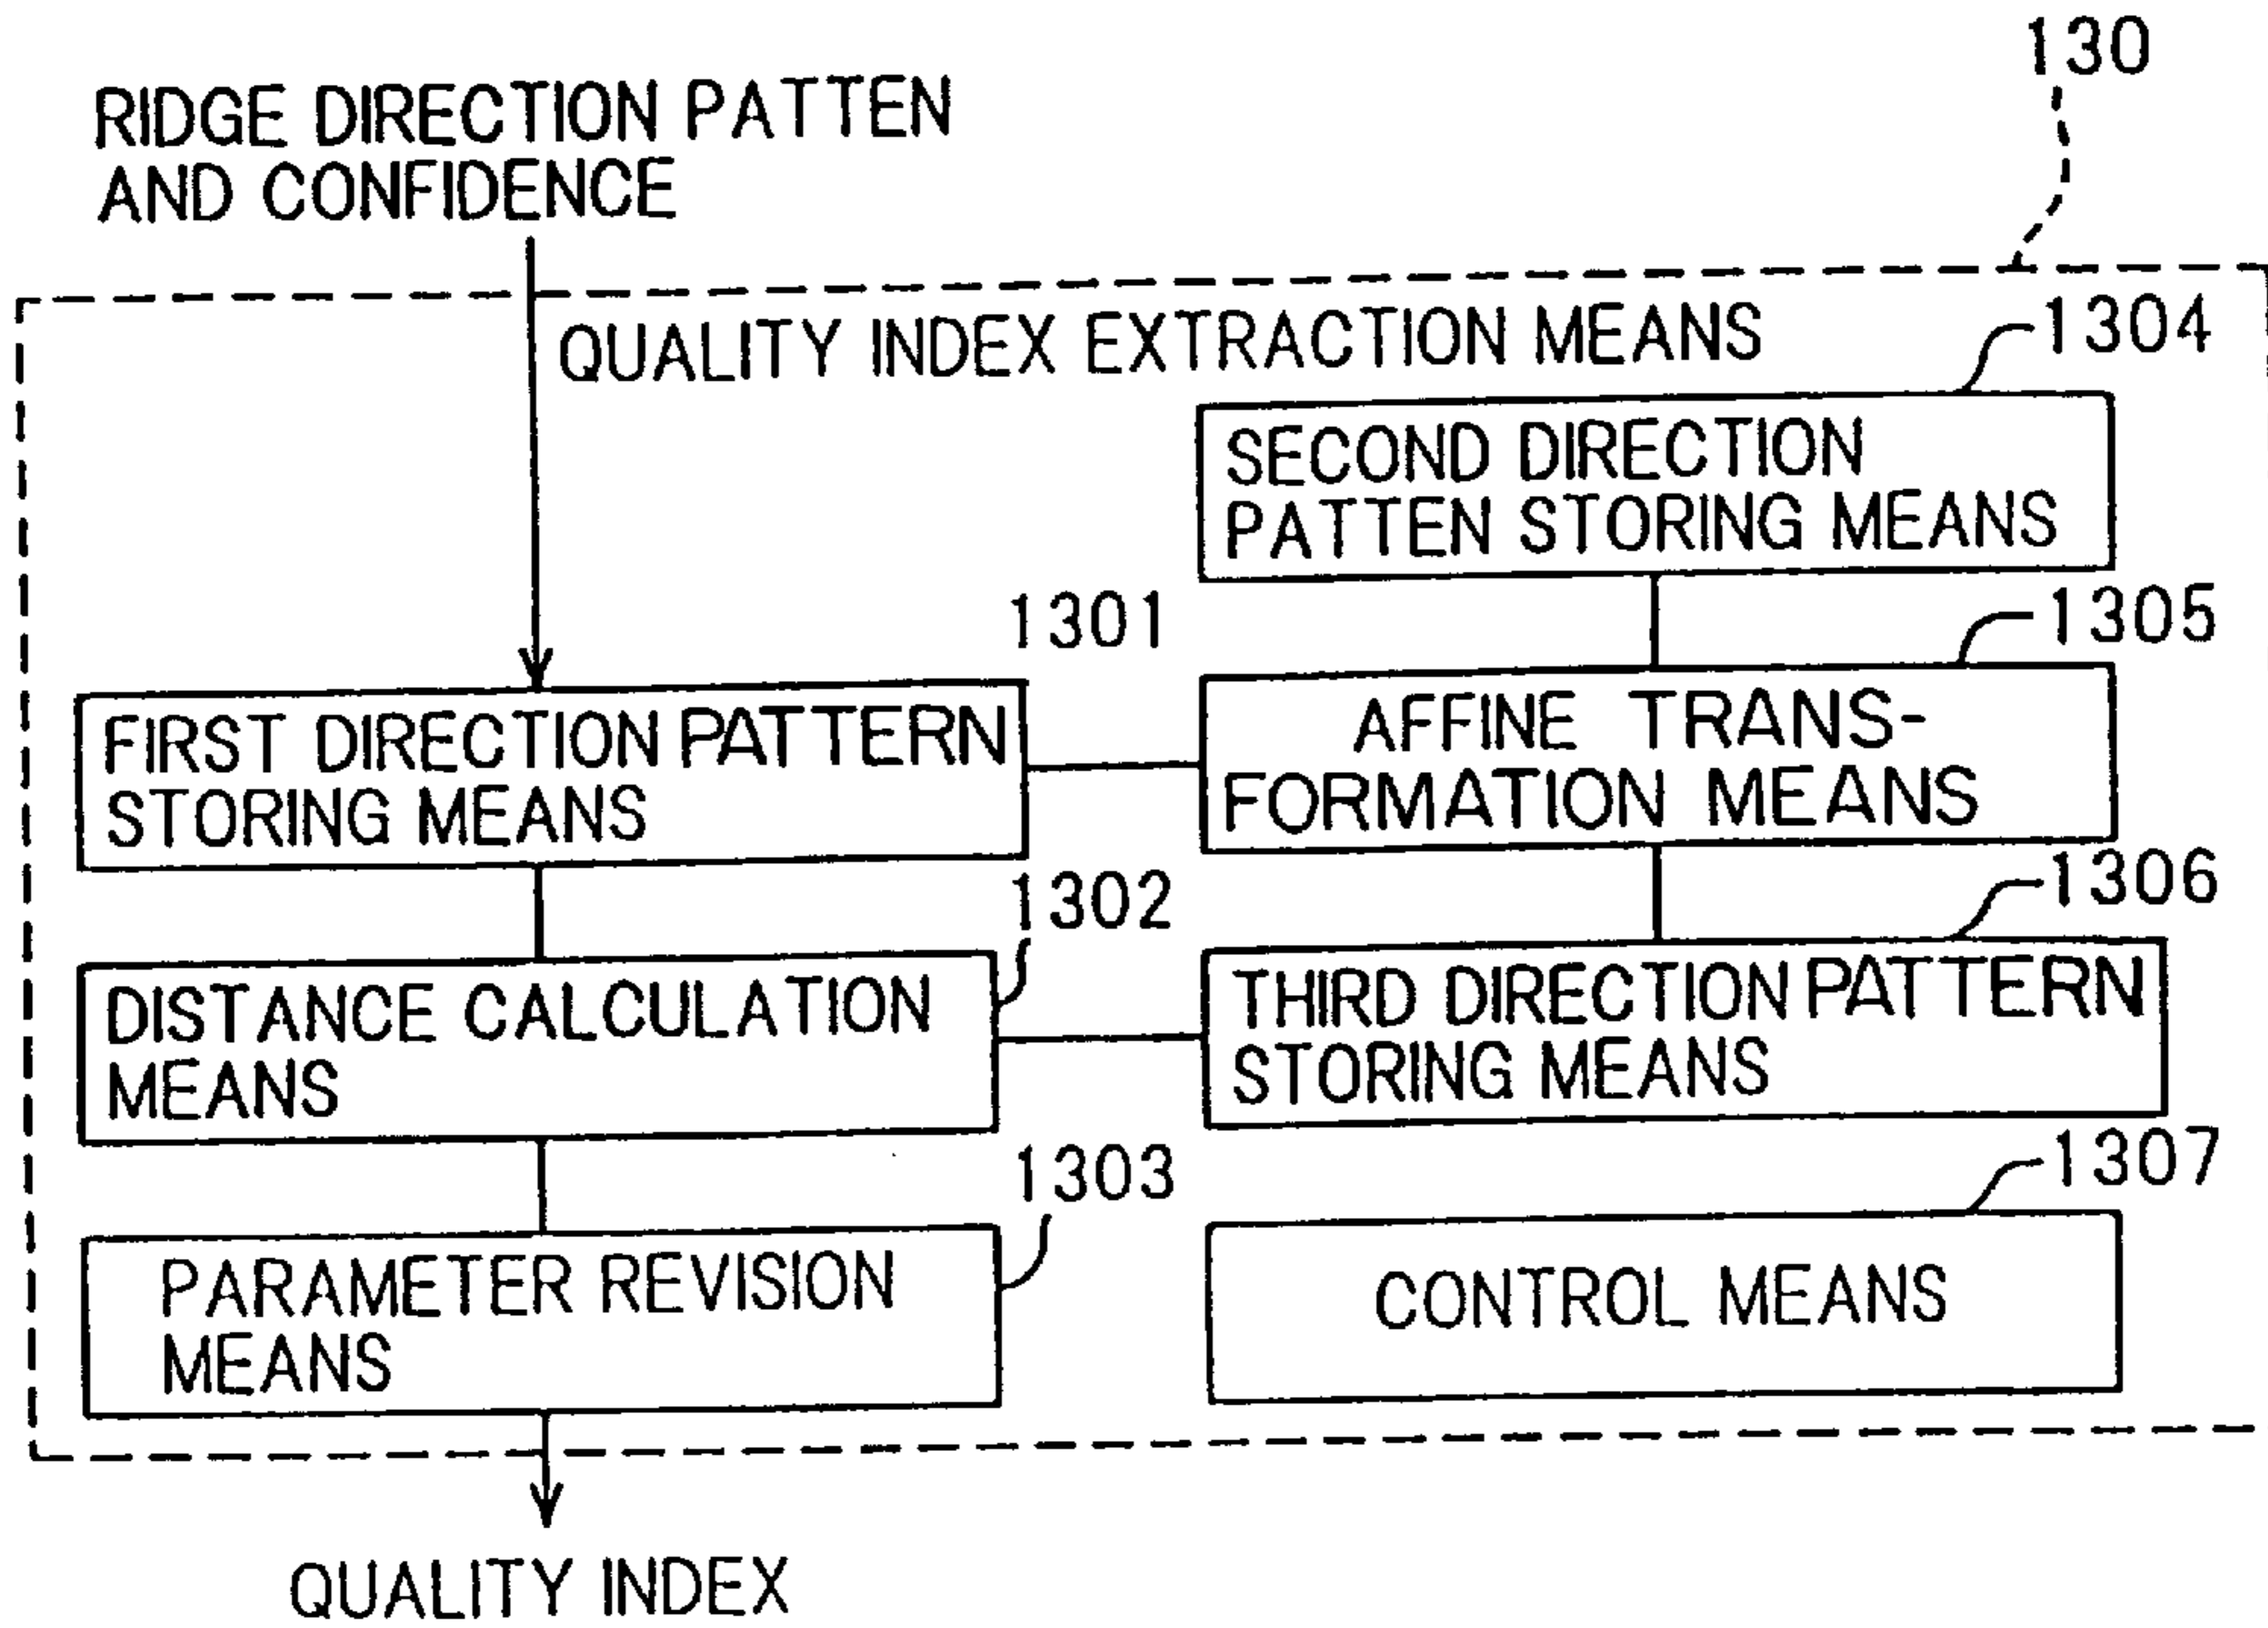 130
RIDGE DIRECTION PATTEN
AND CONFIDENCE
QUALITY INDEX EXTRACTION MEANS
1304
SECOND DIRECTION
PATTEN STORING MEANS
1301
1305
FIRST DIRECTION PATTERN
STORING MEANS
AFFINE TRANS-
FORMATION MEANS
1302
1306
DISTANCE CALCULATION
MEANS
THIRD DIRECTION PATTERN
STORING MEANS
1303
1307
PARAMETER REVISION
MEANS
CONTROL MEANS
QUALITY INDEX